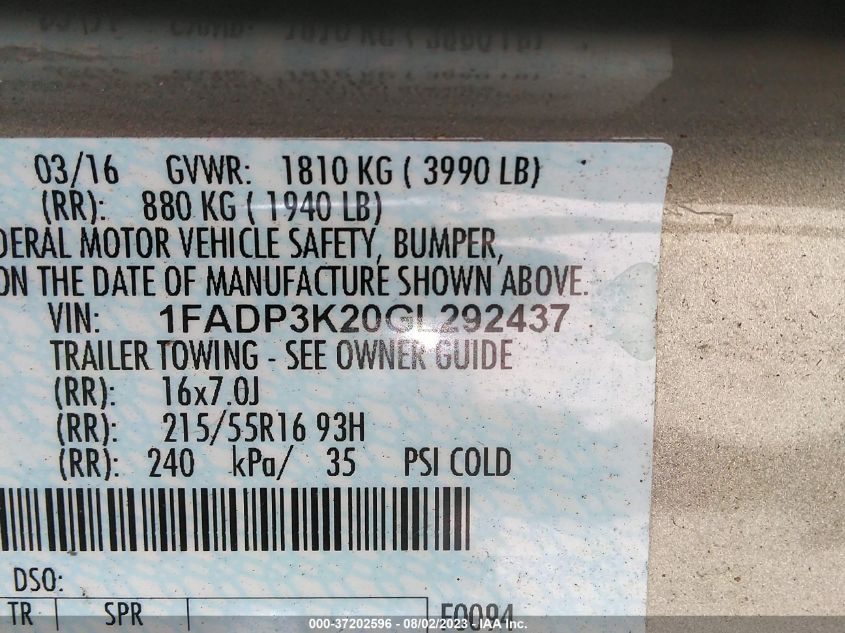 03/16 GVWR: 1810 KG ( 3990 LB)
(RR): 880 KG ( 1940 LB)
DERAL MOTOR VEHICLE SAFETY, BUMPER,
ON THE DATE OF MANUFACTURE SHOWN ABOVE.
VIN: 1FADP3K20GL292437
TRAILER TOWING - SEE OWNER GUIDE
(RR): 16x7.0J
(RR): 215/55R16 93H
(RR): 240 kPa/ 35 PSI COLD
DSO:
TR SPR F0084
000-37202596 - 08/02/2023 - IAA Inc.